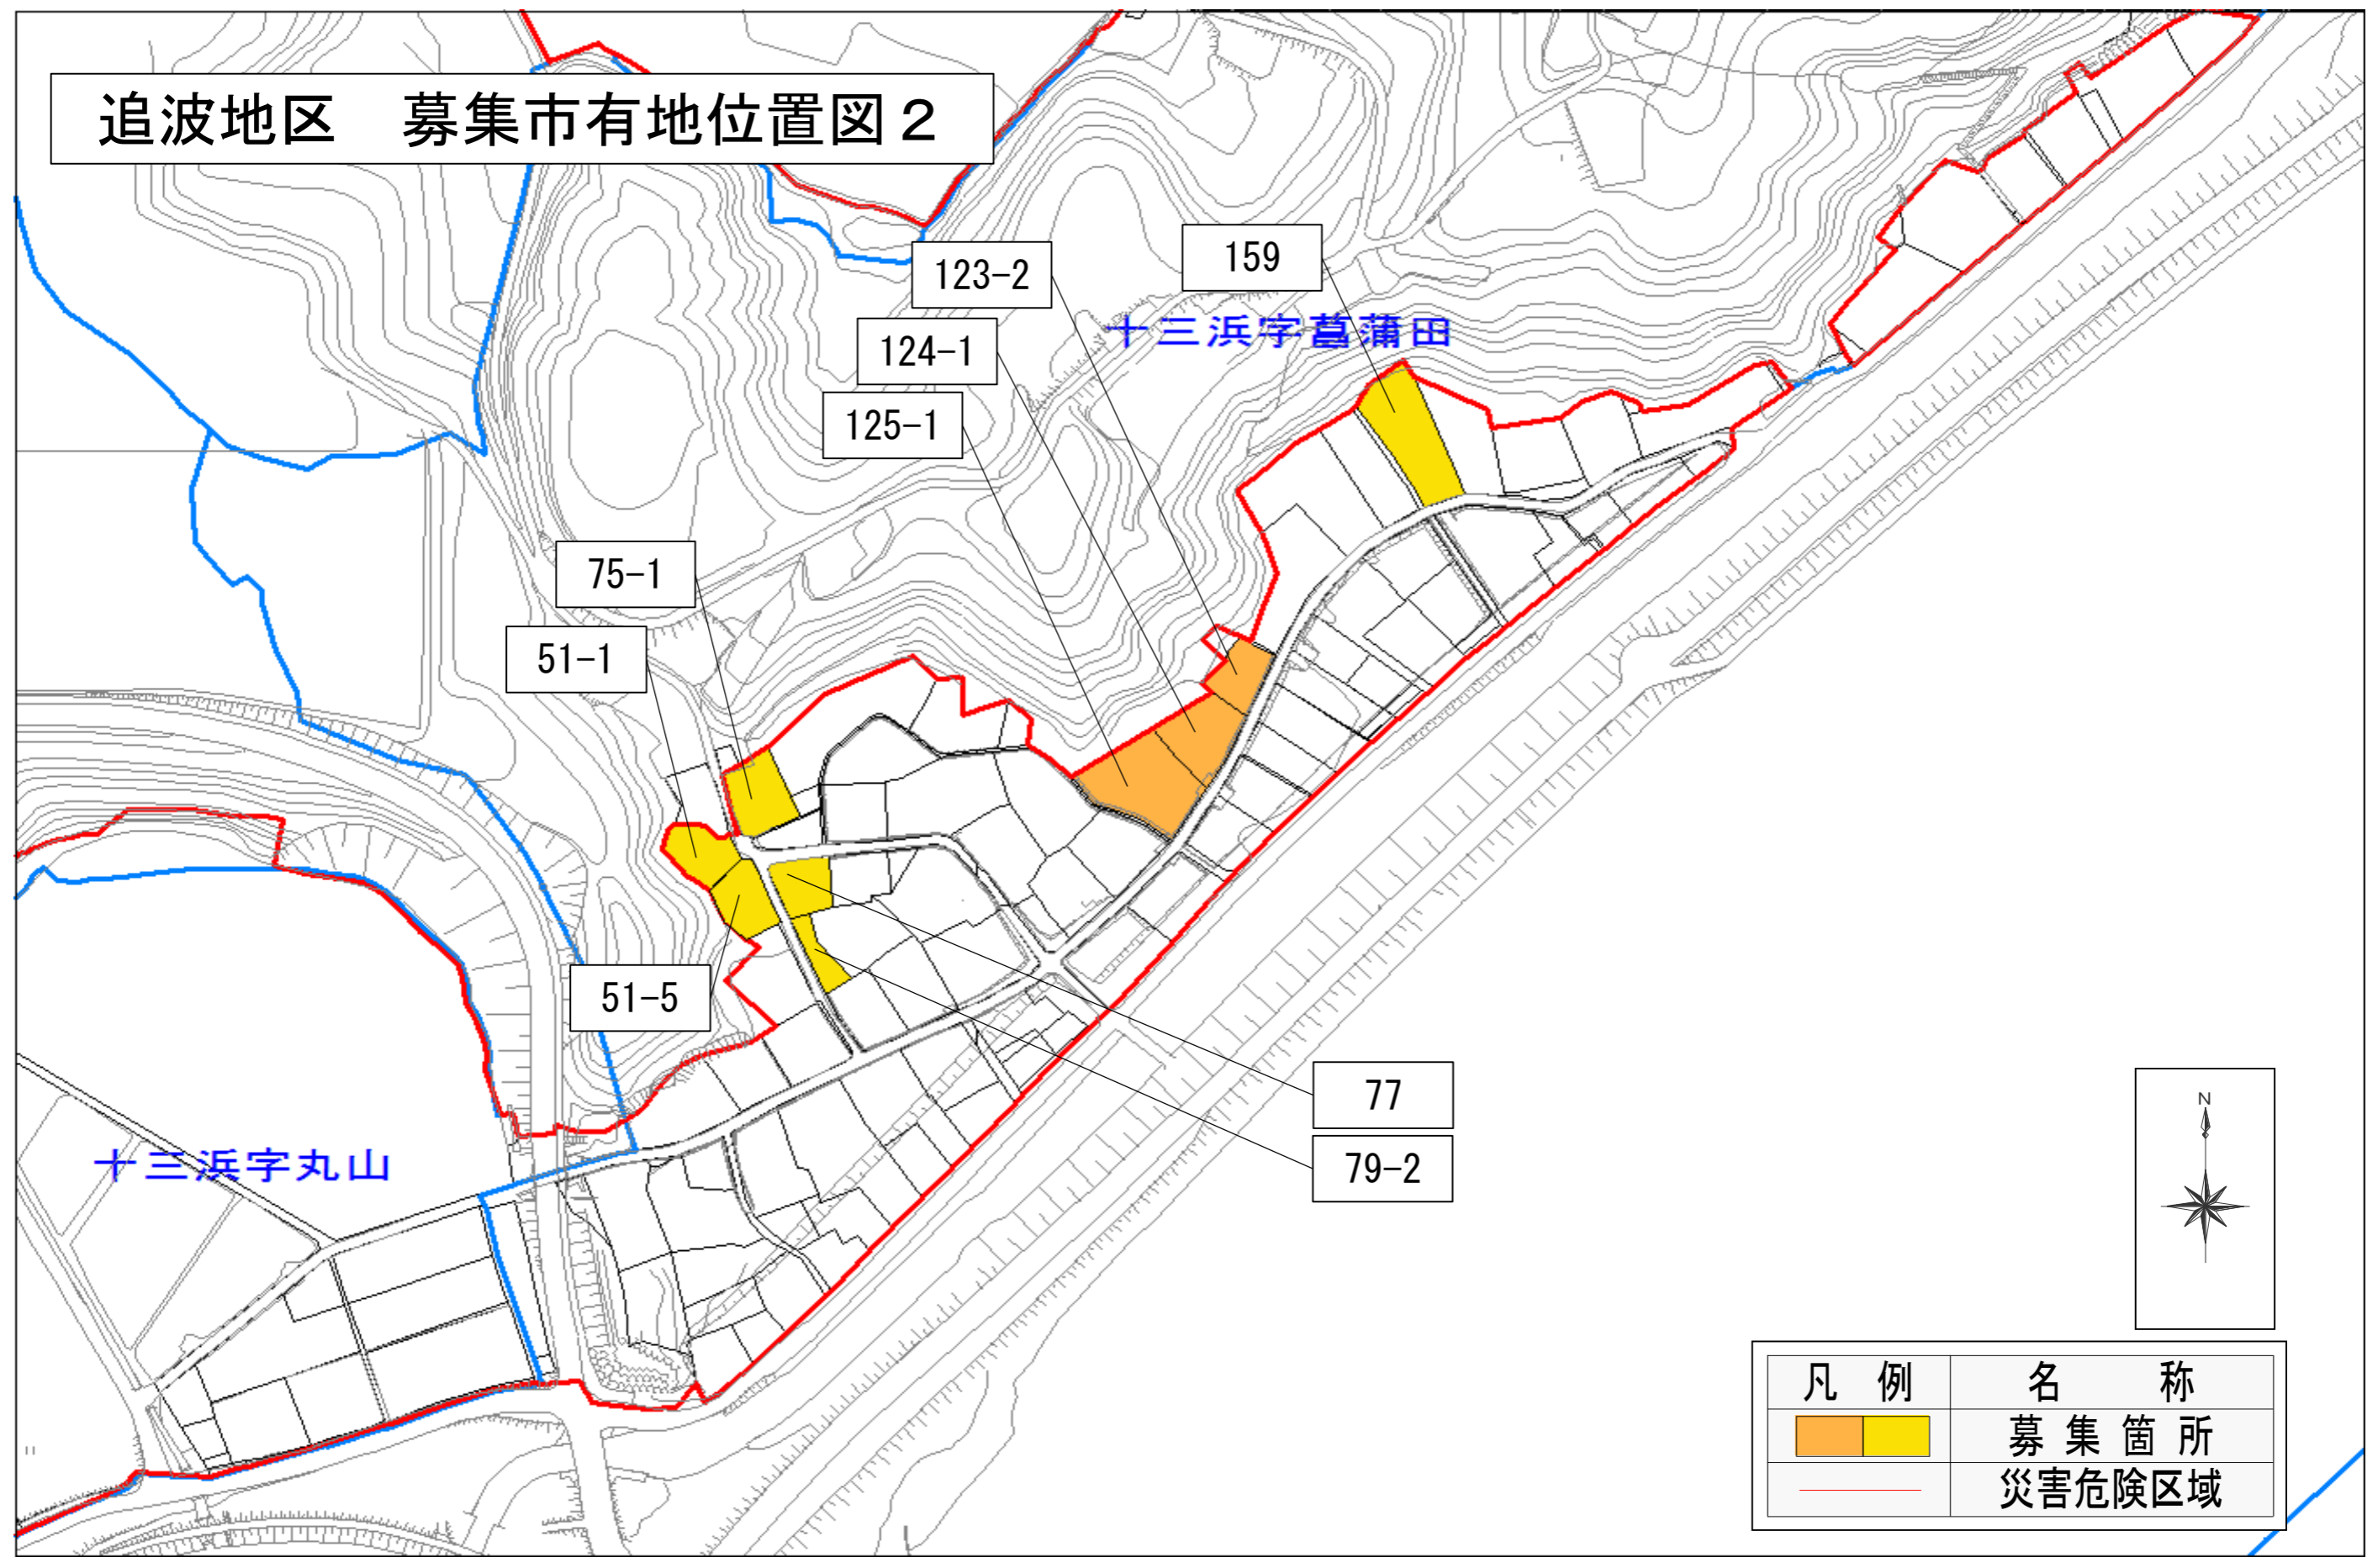 追波地区　募集市有地位置図２
159
123-2
十三浜字菖蒲田
124-1
125-1
75-1
51-1
51-5
77
79-2
十三浜字丸山
N
凡　例　名　　称
募集箇所
災害危険区域